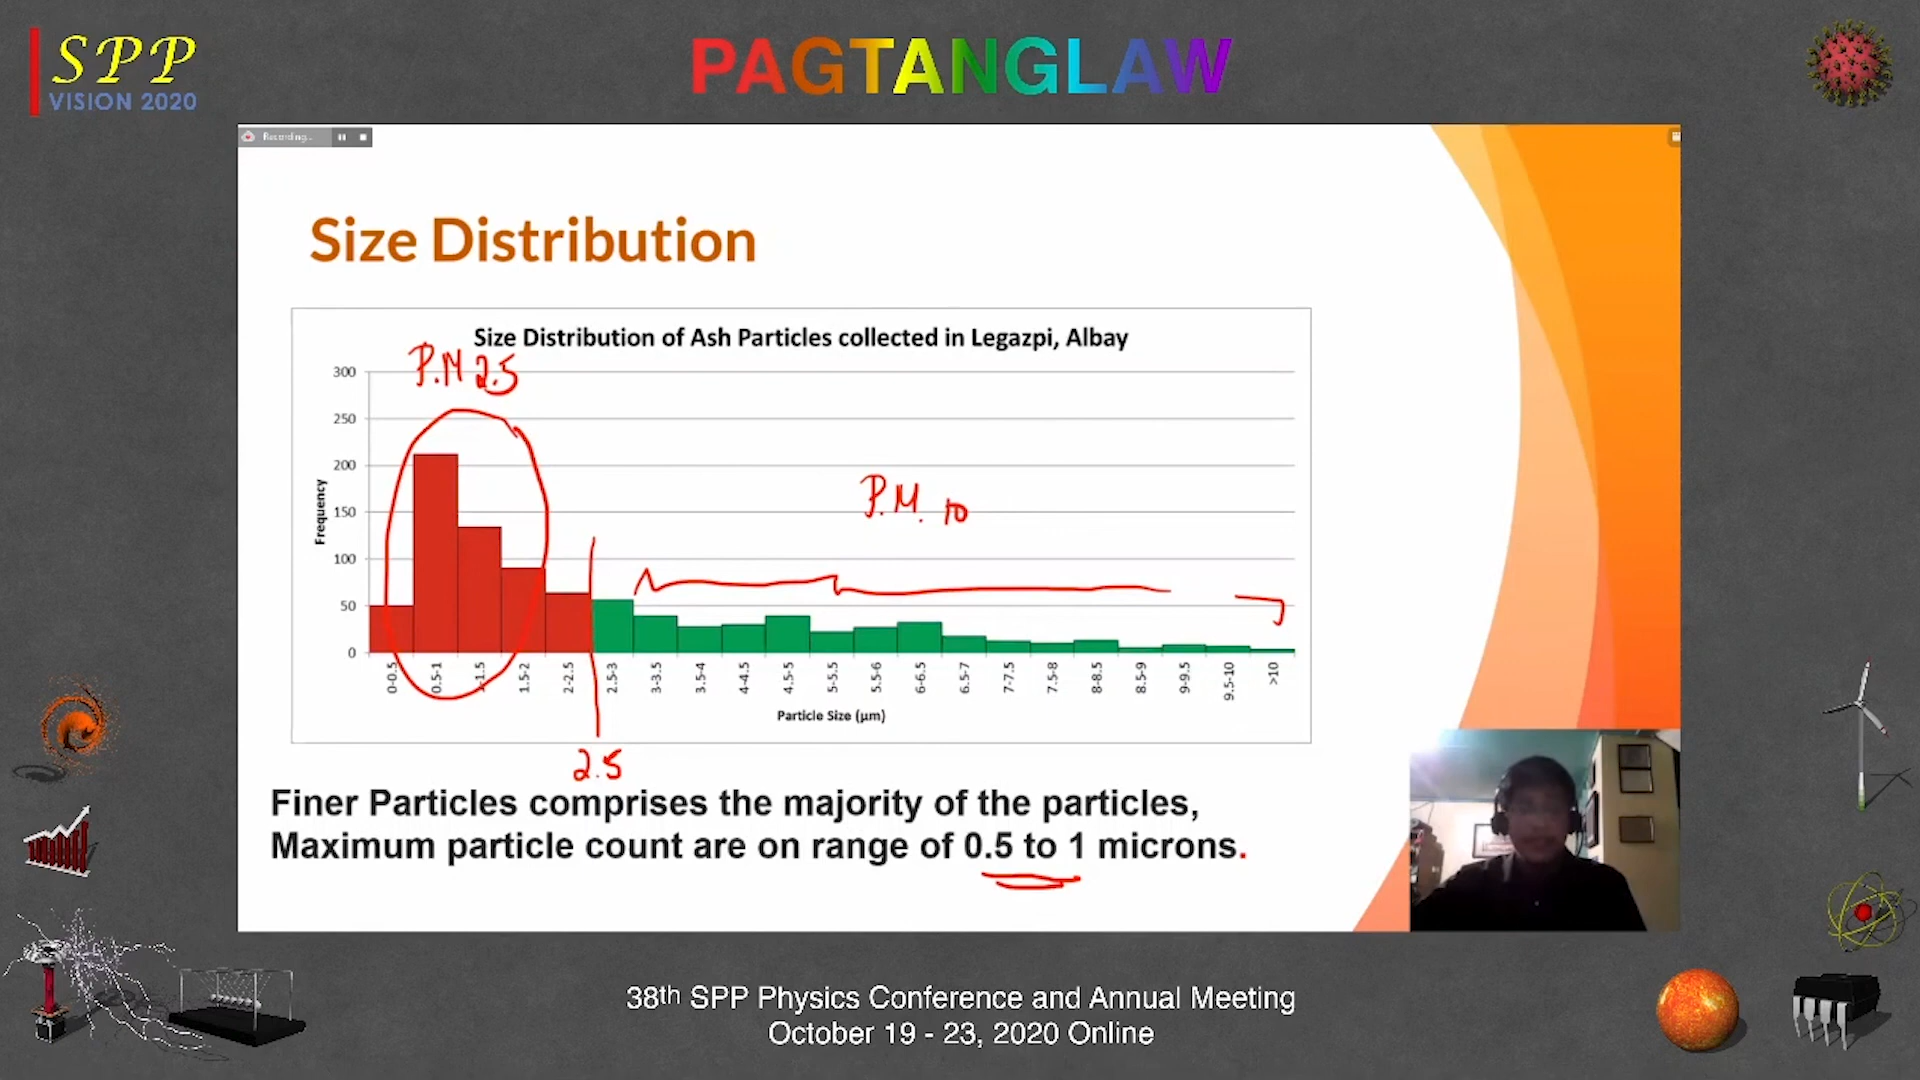 SPP
VISION 2020
PAGTANGLAW
Recording...
Size Distribution
Size Distribution of Ash Particles collected in Legazpi, Albay
P.M 2.5
300
250
200
150
100
50
0
Frequency
P.M. 10
0-0.5
0.5-1
1-1.5
1.5-2
2-2.5
2.5-3
3-3.5
3.5-4
4-4.5
4.5-5
5-5.5
5.5-6
6-6.5
6.5-7
7-7.5
7.5-8
8-8.5
8.5-9
9-9.5
9.5-10
>10
Particle Size (µm)
2.5
Finer Particles comprises the majority of the particles,
Maximum particle count are on range of 0.5 to 1 microns.
38th SPP Physics Conference and Annual Meeting
October 19 - 23, 2020 Online